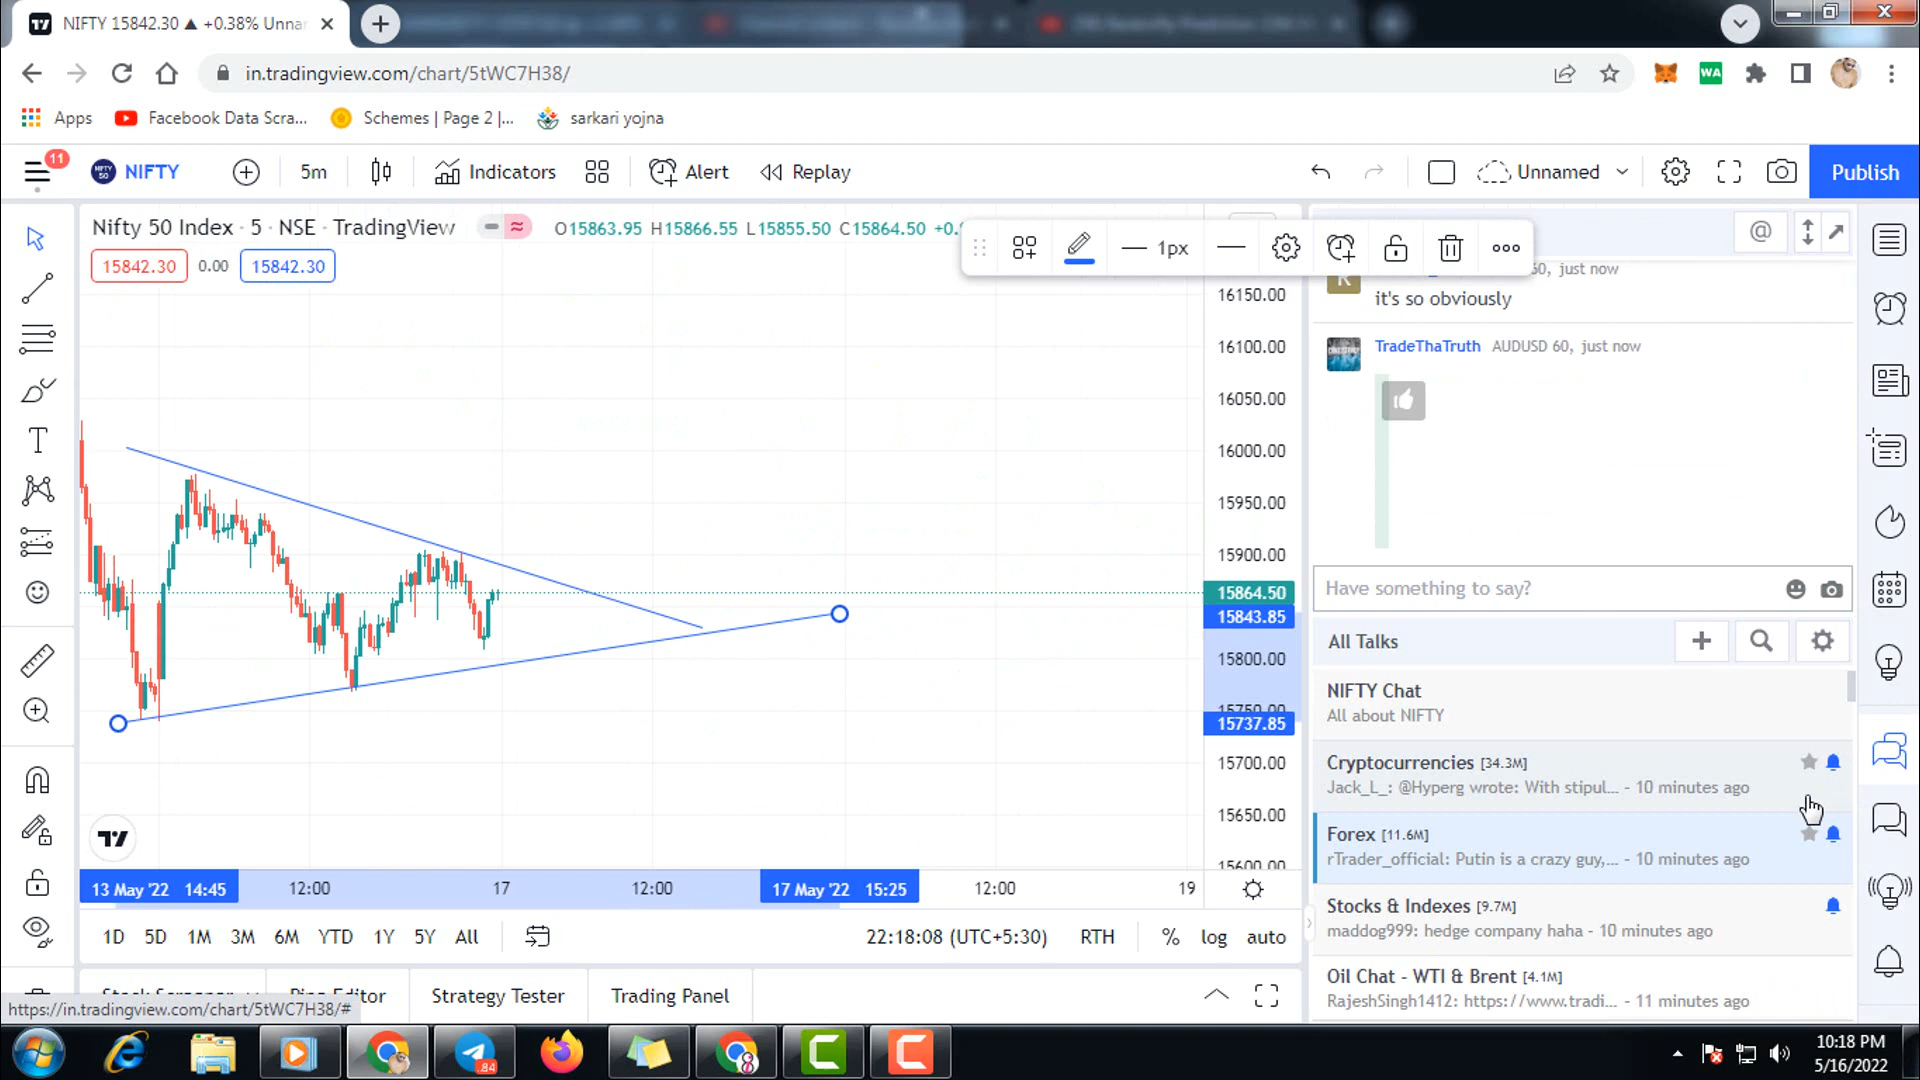 NIFTY 15842.30 ▲ +0.38% Unnar
in.tradingview.com/chart/5tWC7H38/
WA
Apps
Facebook Data Scra...
Schemes | Page 2 |...
sarkari yojna
11
NIFTY
5m
Indicators
Alert
Replay
Unnamed
Publish
Nifty 50 Index · 5 · NSE · TradingView
O15863.95 H15866.55 L15855.50 C15864.50
15842.30
0.00
15842.30
1px
@
just now
it's so obviously
TradeThaTruth AUDUSD 60, just now
16150.00
16100.00
16050.00
16000.00
15950.00
15900.00
15864.50
15843.85
15800.00
15750.00
15737.85
15700.00
15650.00
15600.00
Have something to say?
All Talks
NIFTY Chat
All about NIFTY
Cryptocurrencies [34.3M]
Jack_L_: @Hyperg wrote: With stipul... - 10 minutes ago
Forex [11.6M]
rTrader_official: Putin is a crazy guy,... - 10 minutes ago
Stocks & Indexes [9.7M]
maddog999: hedge company haha - 10 minutes ago
Oil Chat - WTI & Brent [4.1M]
RajeshSingh1412: https://www.tradi... - 11 minutes ago
13 May '22 14:45
12:00
17
12:00
17 May '22 15:25
12:00
19
1D 5D 1M 3M 6M YTD 1Y 5Y All
22:18:08 (UTC+5:30)
RTH
% log auto
Strategy Tester
Trading Panel
https://in.tradingview.com/chart/5tWC7H38/#
.84
10:18 PM
5/16/2022